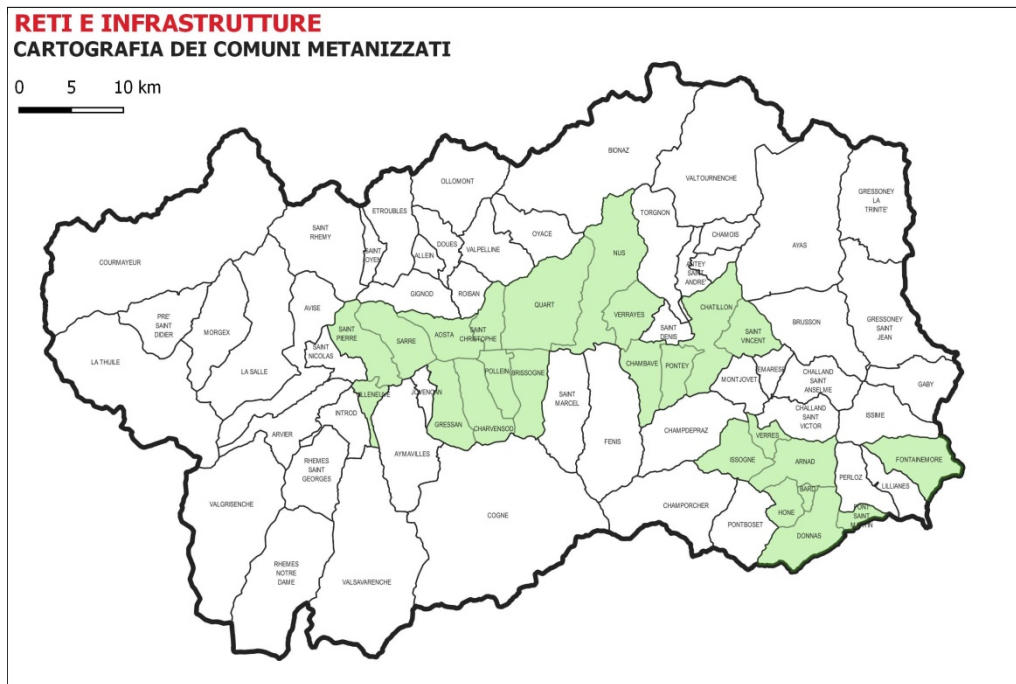 RETI E INFRASTRUTTURE
CARTOGRAFIA DEI COMUNI METANIZZATI
0 5 10 km
BIONAZ
OLLOMONT
VALTOURNENCHE
GRESSONEY
LA
TRINITE'
ETROUBLES
TORGNON
SAINT
RHEMY
OYACE
CHAMOIS
DOUES
VALPELLINE
AYAS
ALLEIN
SAINT
OYEN
NUS
COURMAYEUR
ANTEY
SAINT
ANDRE'
GIGNOD
ROISAN
QUART
CHATILLON
AVISE
PRE'
SAINT
DIDIER
VERRAYES
GRESSONEY
SAINT
JEAN
BRUSSON
MORGEX
SAINT
PIERRE
SARRE
AOSTA
SAINT
CHRISTOPHE
SAINT
DENIS
SAINT
VINCENT
SAINT
NICOLAS
LA THUILE
LA SALLE
POLLEIN
BRISSOGNE
CHAMBAVE
PONTEY
EMARESE
MONTJOVET
CHALLAND
SAINT
ANSELME
GABY
VILLENEUVE
JOVENCAN
SAINT
MARCEL
INTROD
CHALLAND
SAINT
VICTOR
ISSIME
GRESSAN
CHARVENSOD
CHAMPDEPRAZ
ARVIER
FENIS
VERRES
AYMAVILLES
ISSOGNE
ARNAD
FONTAINEMORE
RHEMES
SAINT
GEORGES
PERLOZ
LILLIANES
BARD
VALGRISENCHE
CHAMPORCHER
HONE
PONT
SAINT
MARTIN
COGNE
PONTBOSET
DONNAS
RHEMES
NOTRE
DAME
VALSAVARENCHE